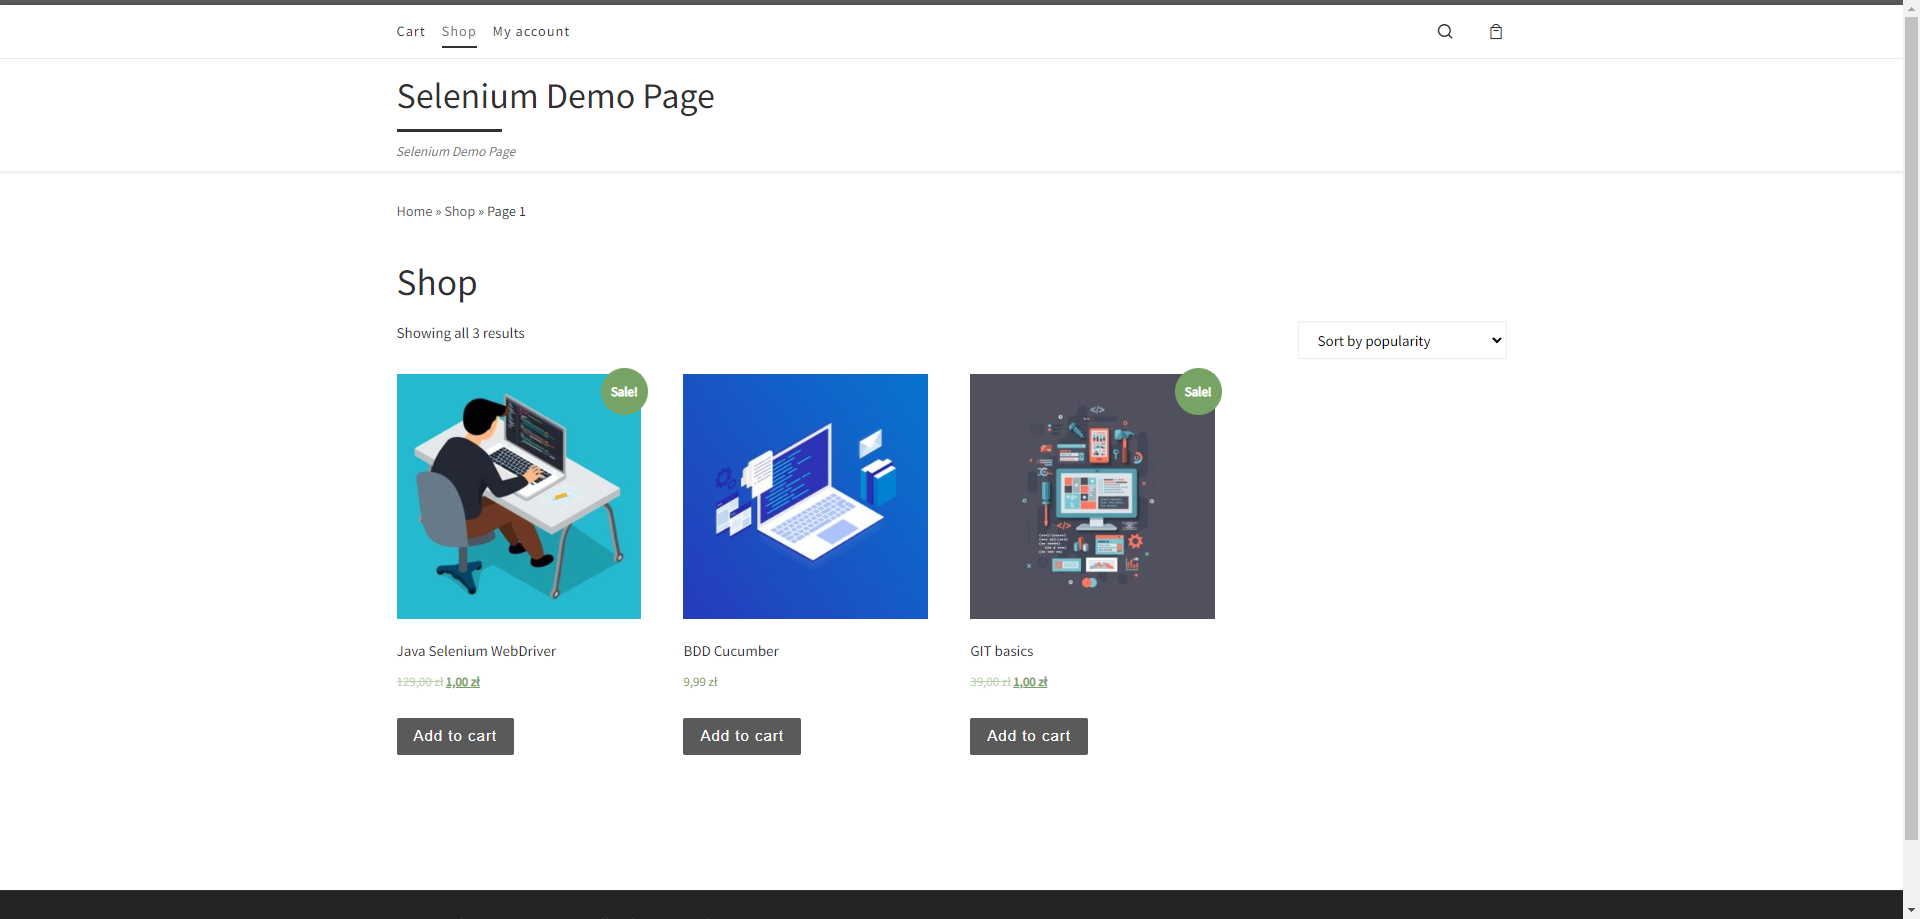 Cart Shop My account
Selenium Demo Page
Selenium Demo Page
Home » Shop » Page 1
Shop
Showing all 3 results
Sort by popularity
Sale!
Sale!
</>
</>
Java Selenium WebDriver
BDD Cucumber
GIT basics
129,00 zł 1,00 zł
9,99 zł
39,00 zł 1,00 zł
Add to cart
Add to cart
Add to cart